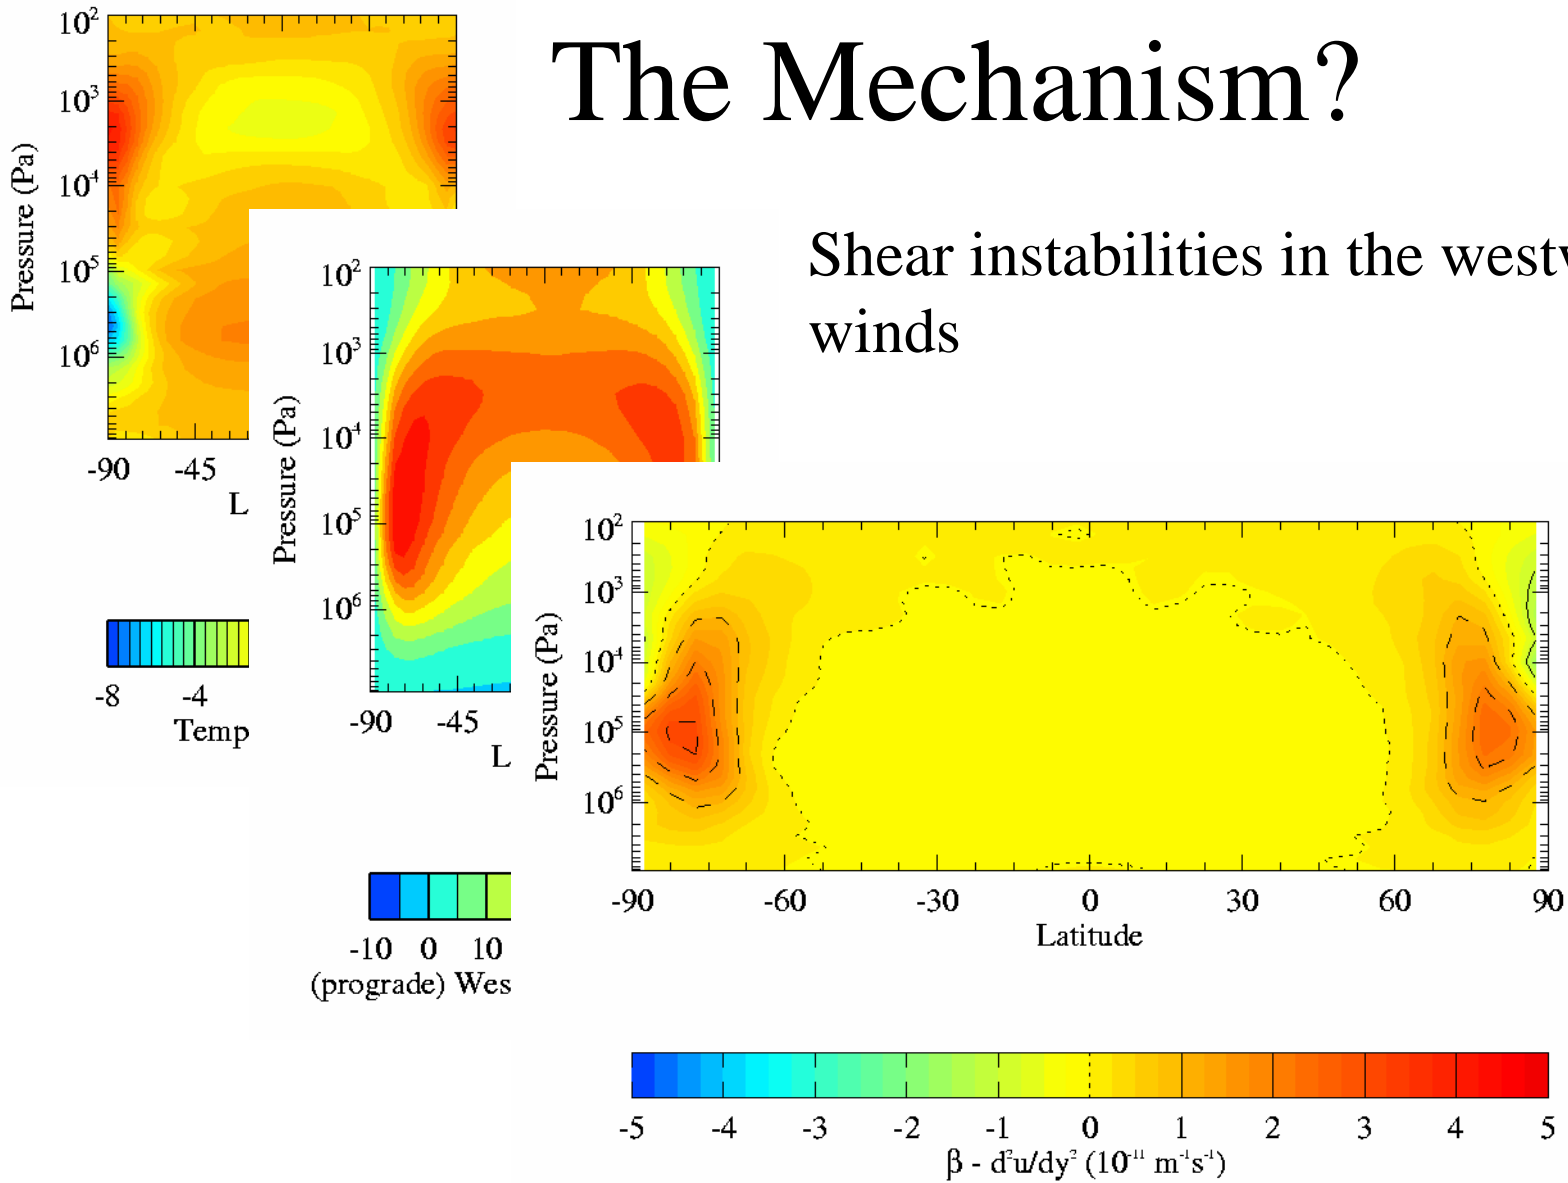 The Mechanism?
Shear instabilities in the westw
winds
Pressure (Pa)
10²
10³
10⁴
10⁵
10⁶
-90 -45
L
-8 -4
Temp
Pressure (Pa)
10²
10³
10⁴
10⁵
10⁶
-90 -45
L
-10 0 10
(prograde) Wes
Pressure (Pa)
10²
10³
10⁴
10⁵
10⁶
-90 -60 -30 0 30 60 90
Latitude
-5 -4 -3 -2 -1 0 1 2 3 4 5
β - d²u/dy² (10⁻¹¹ m⁻¹s⁻¹)